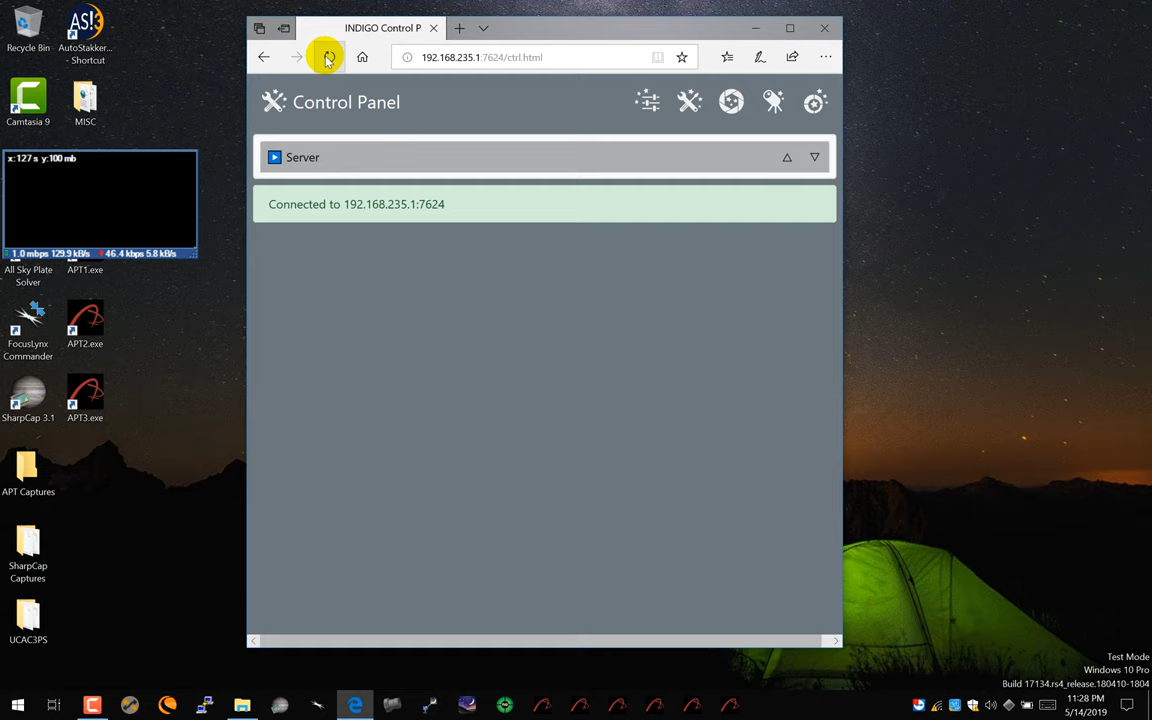 Recycle Bin
AS!3
AutoStakker...
- Shortcut
Camtasia 9
MISC
x: 127 s y:100 mb
1.0 mbps 129.9 kB/s 46.4 kbps 5.8 kB/s
All Sky Plate
Solver
APT1.exe
FocusLynx
Commander
APT2.exe
SharpCap 3.1
APT3.exe
APT Captures
SharpCap
Captures
UCAC3PS
INDIGO Control P
192.168.235.1:7624/ctrl.html
Control Panel
Server
Connected to 192.168.235.1:7624
Test Mode
Windows 10 Pro
Build 17134.rs4_release.180410-1804
11:28 PM
5/14/2019